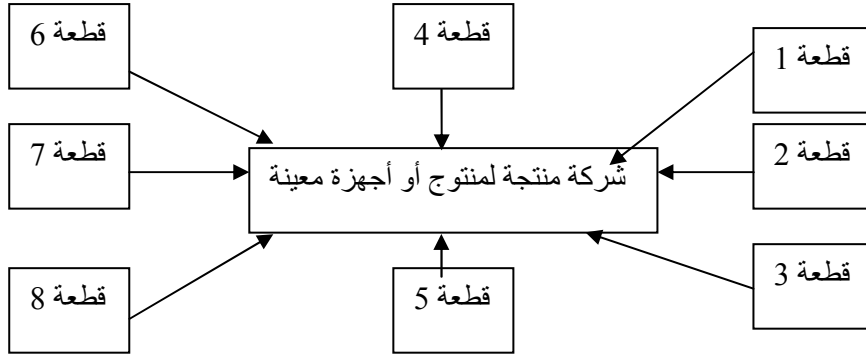 قطعة 1
قطعة 4
قطعة 6
قطعة 2
قطعة 7
شركة منتجة لمنتوج أو أجهزة معينة
قطعة 3
قطعة 5
قطعة 8